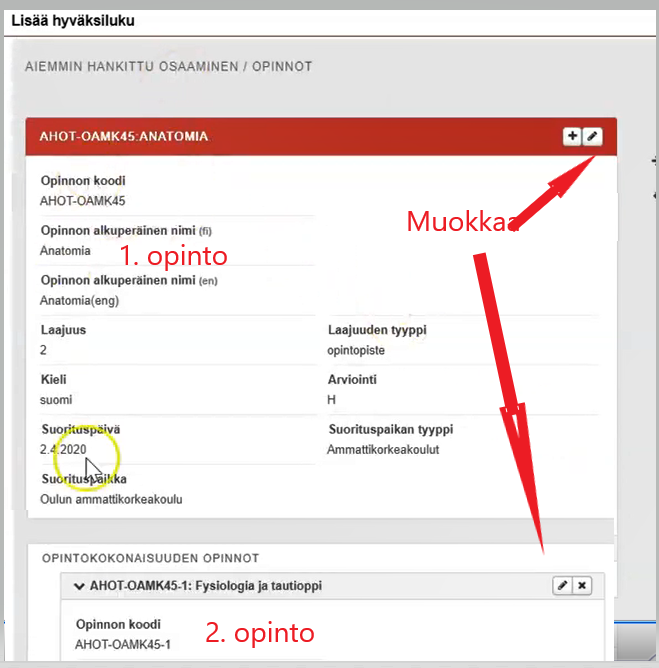 Lisää hyväksiluku
AIEMMIN HANKITTU OSAAMINEN / OPINNOT
AHOT-OAMK45:ANATOMIA
Opinnon koodi
AHOT-OAMK45
Muokkaa
Opinnon alkuperäinen nimi (fi)
Anatomia
1. opinto
Opinnon alkuperäinen nimi (en)
Anatomia(eng)
Laajuus
Laajuuden tyyppi
2
opintopiste
Kieli
Arviointi
suomi
H
Suorituspäivä
Suorituspaikan tyyppi
2.4.2020
Ammattikorkeakoulut
Suorituspaikka
Oulun ammattikorkeakoulu
OPINTOKOKONAISUUDEN OPINNOT
AHOT-OAMK45-1: Fysiologia ja tautioppi
Opinnon koodi
2. opinto
AHOT-OAMK45-1